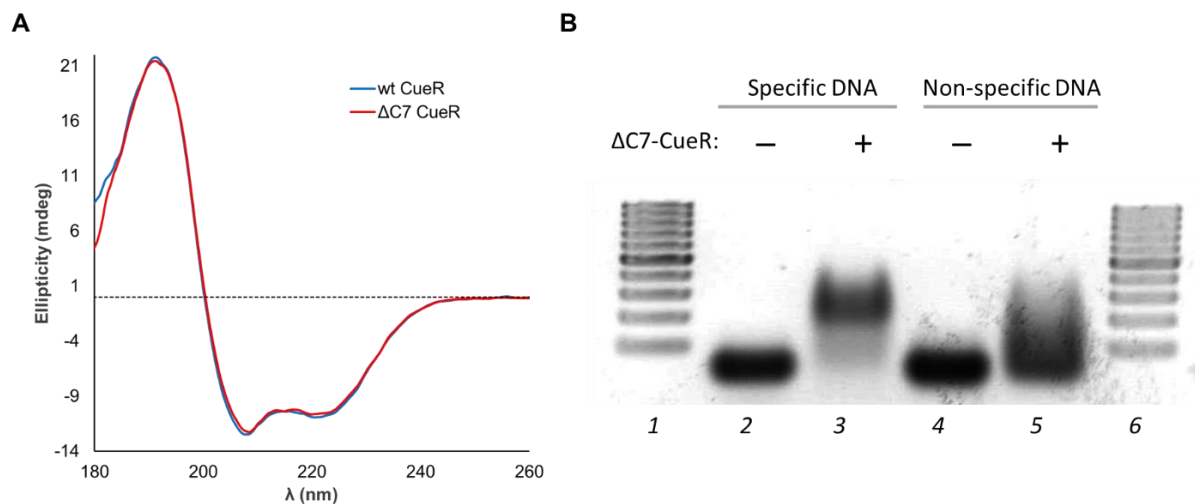 A
21
16
11
6
1
-4
-9
-14
Ellipticity (mdeg)
wt CueR
ΔC7 CueR
180 200 220 240 260
λ (nm)
B
Specific DNA Non-specific DNA
ΔC7-CueR: – + – +
1 2 3 4 5 6